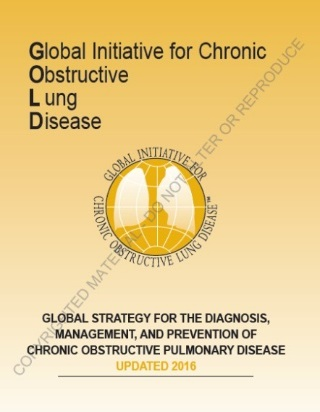 Global Initiative for Chronic
Obstructive
Lung
Disease
GLOBAL INITIATIVE FOR
CHRONIC OBSTRUCTIVE LUNG DISEASE™
COPYRIGHTED MATERIAL- DO NOT ALTER OR REPRODUCE
GLOBAL STRATEGY FOR THE DIAGNOSIS,
MANAGEMENT, AND PREVENTION OF
CHRONIC OBSTRUCTIVE PULMONARY DISEASE
UPDATED 2016